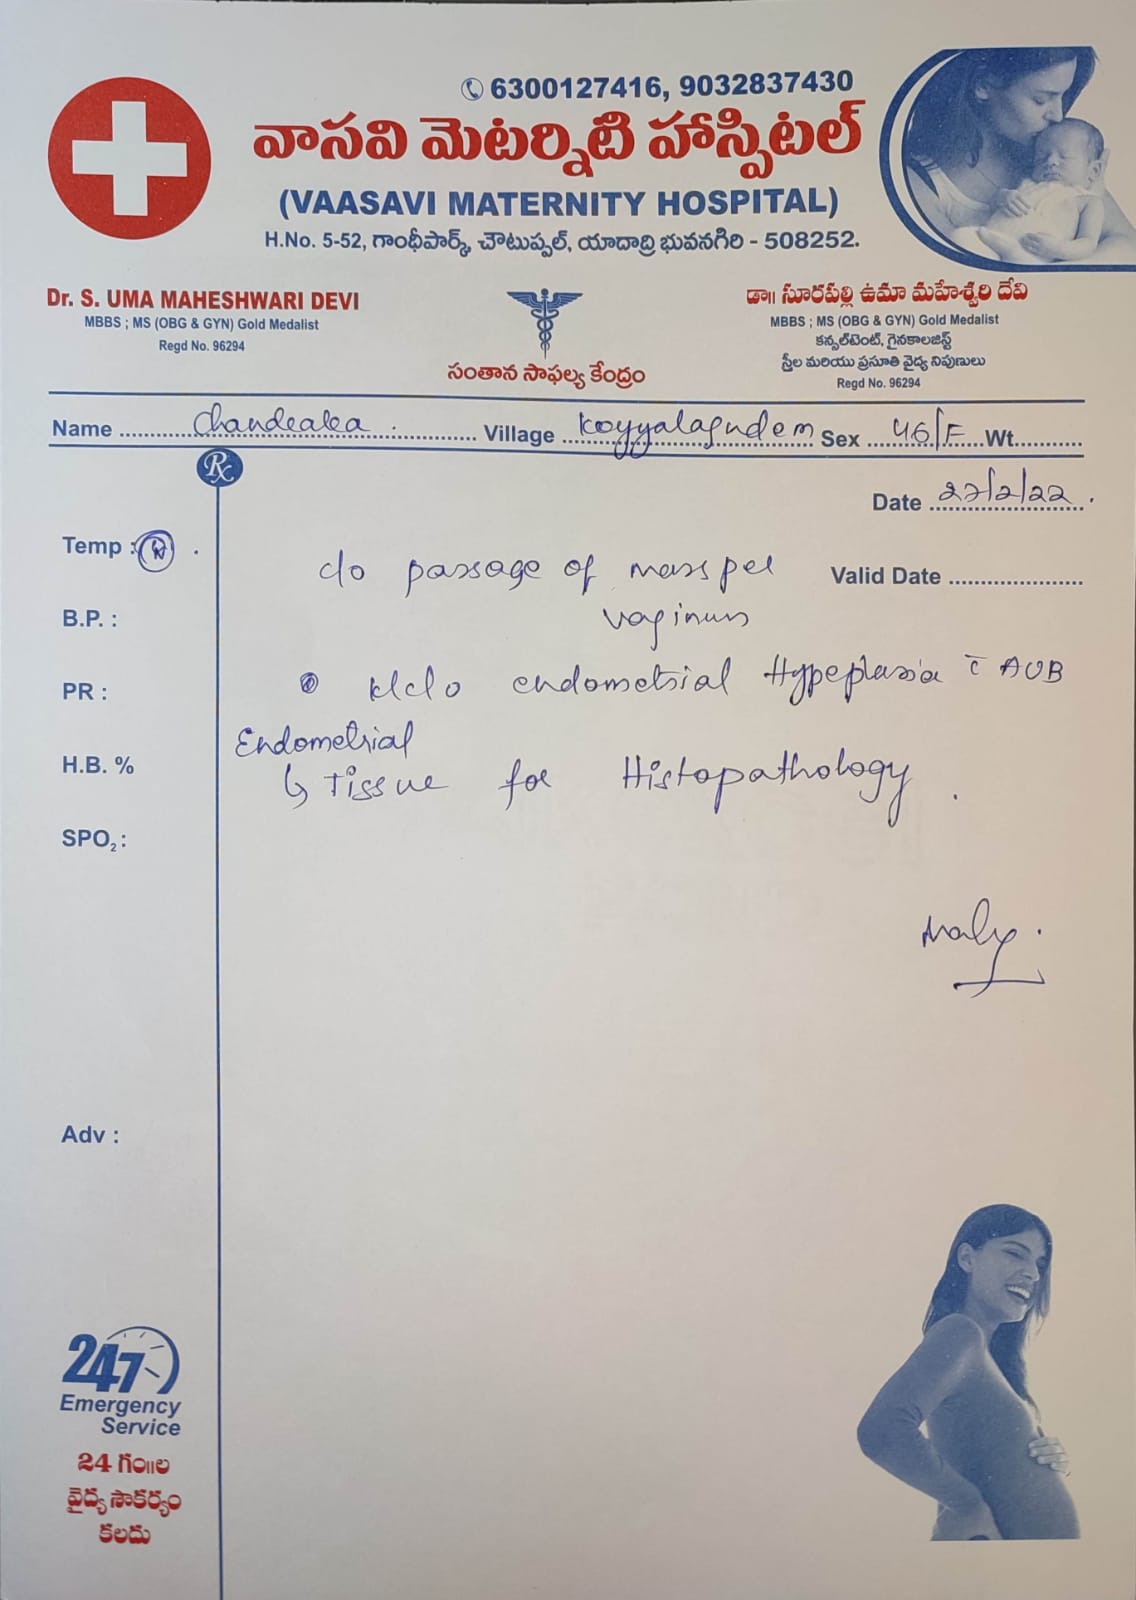 6300127416, 9032837430
వాసవి మెటర్నిటి హాస్పిటల్
(VAASAVI MATERNITY HOSPITAL)
H.No. 5-52, గాంధీపార్క్, చౌటుప్పల్, యాదాద్రి భువనగిరి - 508252.
Dr. S. UMA MAHESHWARI DEVI
MBBS ; MS (OBG & GYN) Gold Medalist
Regd No. 96294
సంతాన సాఫల్య కేంద్రం
డా॥ సూరపల్లి ఉమా మహేశ్వరి దేవి
MBBS ; MS (OBG & GYN) Gold Medalist
కన్సల్‌టెంట్, గైనకాలజిస్ట్
స్త్రీల మరియు ప్రసూతి వైద్య నిపుణులు
Regd No. 96294
Name Village Koyyalagudem Sex 46/F Wt
Rx
Date 22/2/22.
Temp : N .
c/o passage of mass per
Valid Date
vaginum
B.P. :
K/c/o endometrial Hyperplasia c̄ AUB
PR :
Endometrial
↳ Tissue for Histopathology.
H.B. %
SPO2 :
Adv :
247
Emergency
Service
24 గం॥ల
వైద్య సౌకర్యం
కలదు